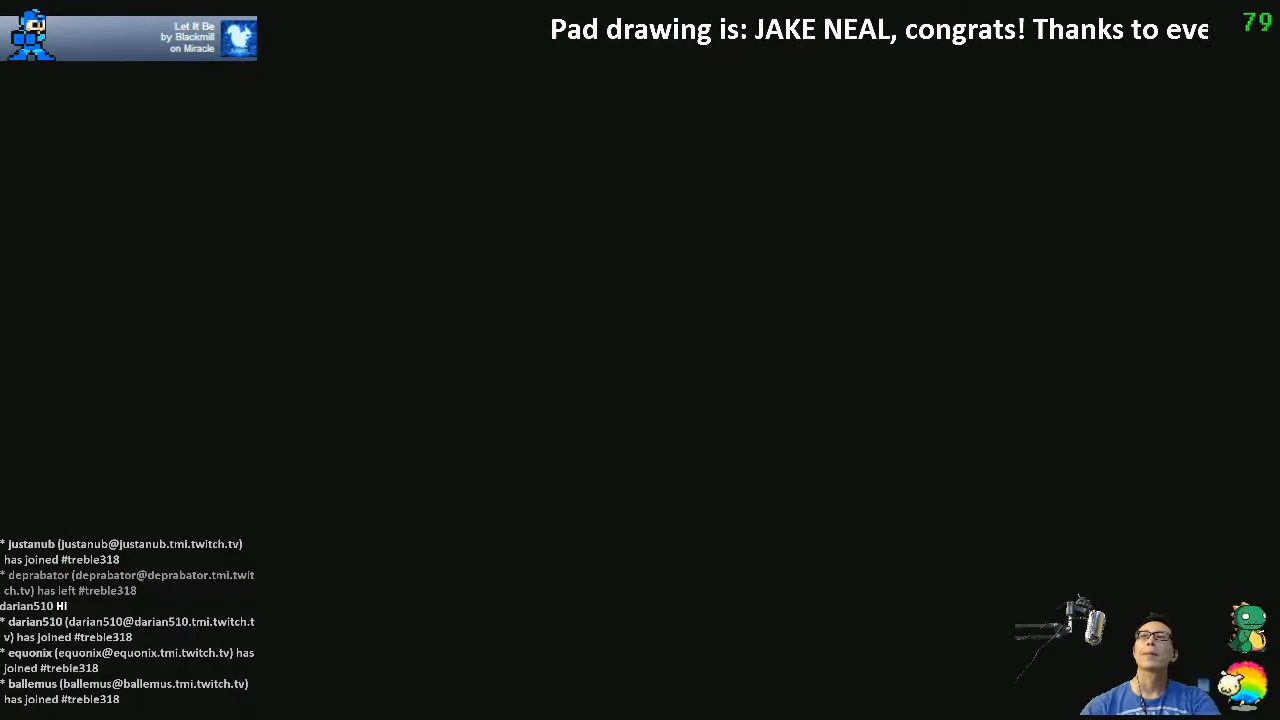 Let It Be
by Blackmill
on Miracle
Pad drawing is: JAKE NEAL, congrats! Thanks to eve
79
* justanub (justanub@justanub.tmi.twitch.tv)
has joined #treble318
* deprabator (deprabator@deprabator.tmi.twit
ch.tv) has left #treble318
darian510 Hi
* darian510 (darian510@darian510.tmi.twitch.t
v) has joined #treble318
* equonix (equonix@equonix.tmi.twitch.tv) has
joined #treble318
* ballemus (ballemus@ballemus.tmi.twitch.tv)
has joined #treble318